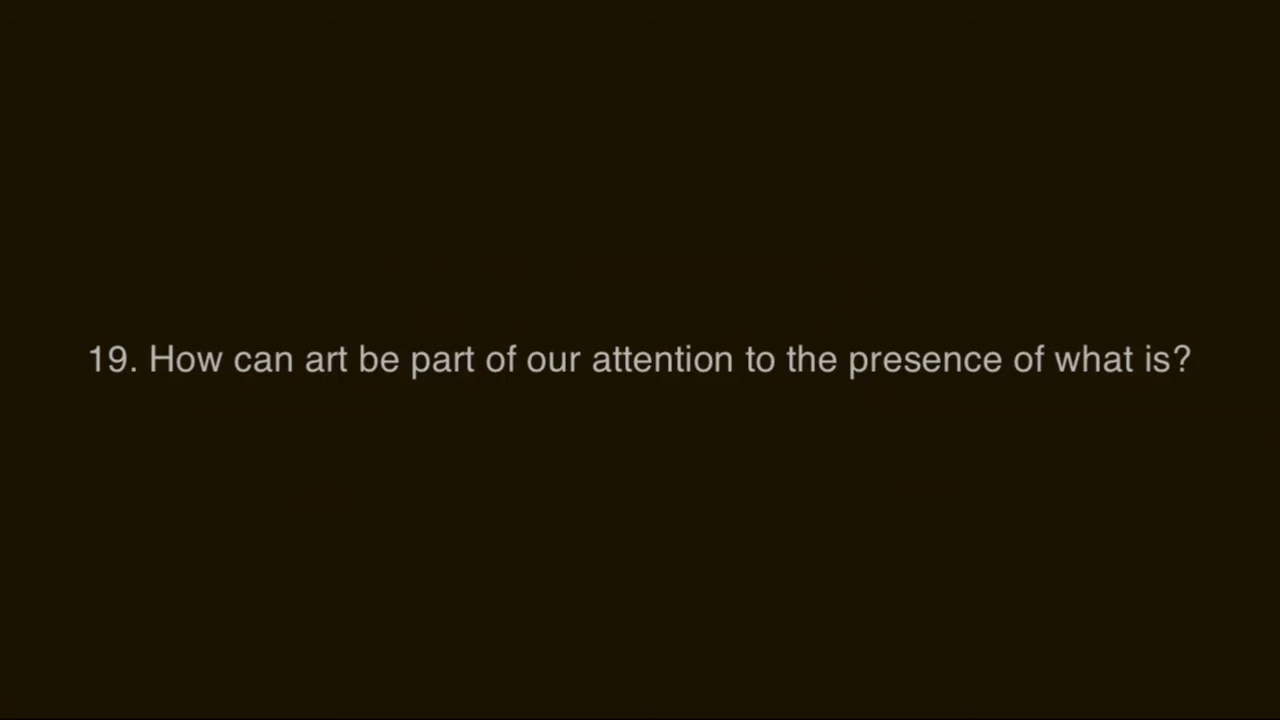 19. How can art be part of our attention to the presence of what is?